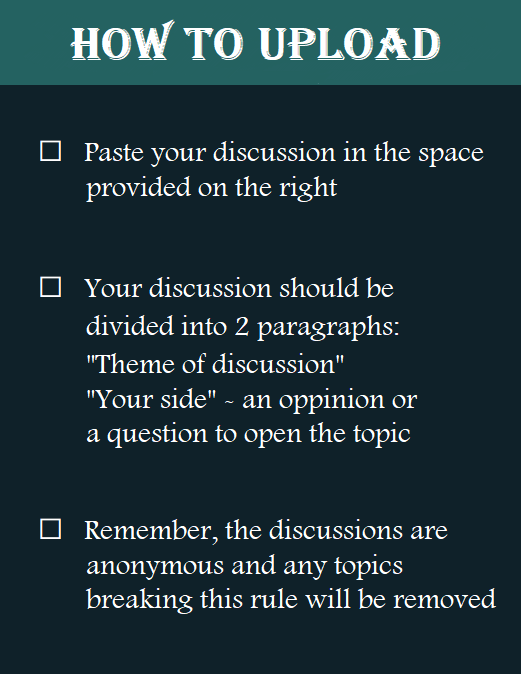 HOW TO UPLOAD
☐ Paste your discussion in the space
provided on the right
☐ Your discussion should be
divided into 2 paragraphs:
"Theme of discussion"
"Your side" - an oppinion or
a question to open the topic
☐ Remember, the discussions are
anonymous and any topics
breaking this rule will be removed